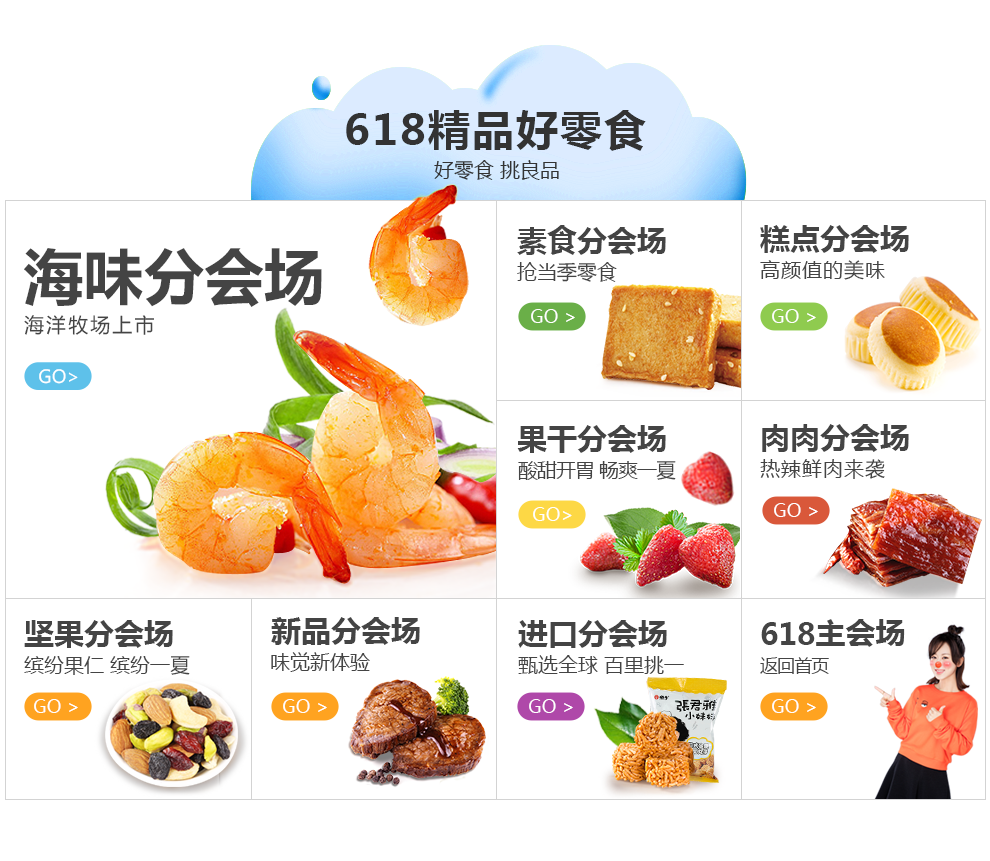 618精品好零食
好零食 挑良品
海味分会场
海洋牧场上市
GO>
素食分会场
抢当季零食
GO >
糕点分会场
高颜值的美味
GO >
果干分会场
酸甜开胃 畅爽一夏
GO>
肉肉分会场
热辣鲜肉来袭
GO >
坚果分会场
缤纷果仁 缤纷一夏
GO >
新品分会场
味觉新体验
GO >
进口分会场
甄选全球 百里挑一
GO >
張君雅
小妹妹
618主会场
返回首页
GO >